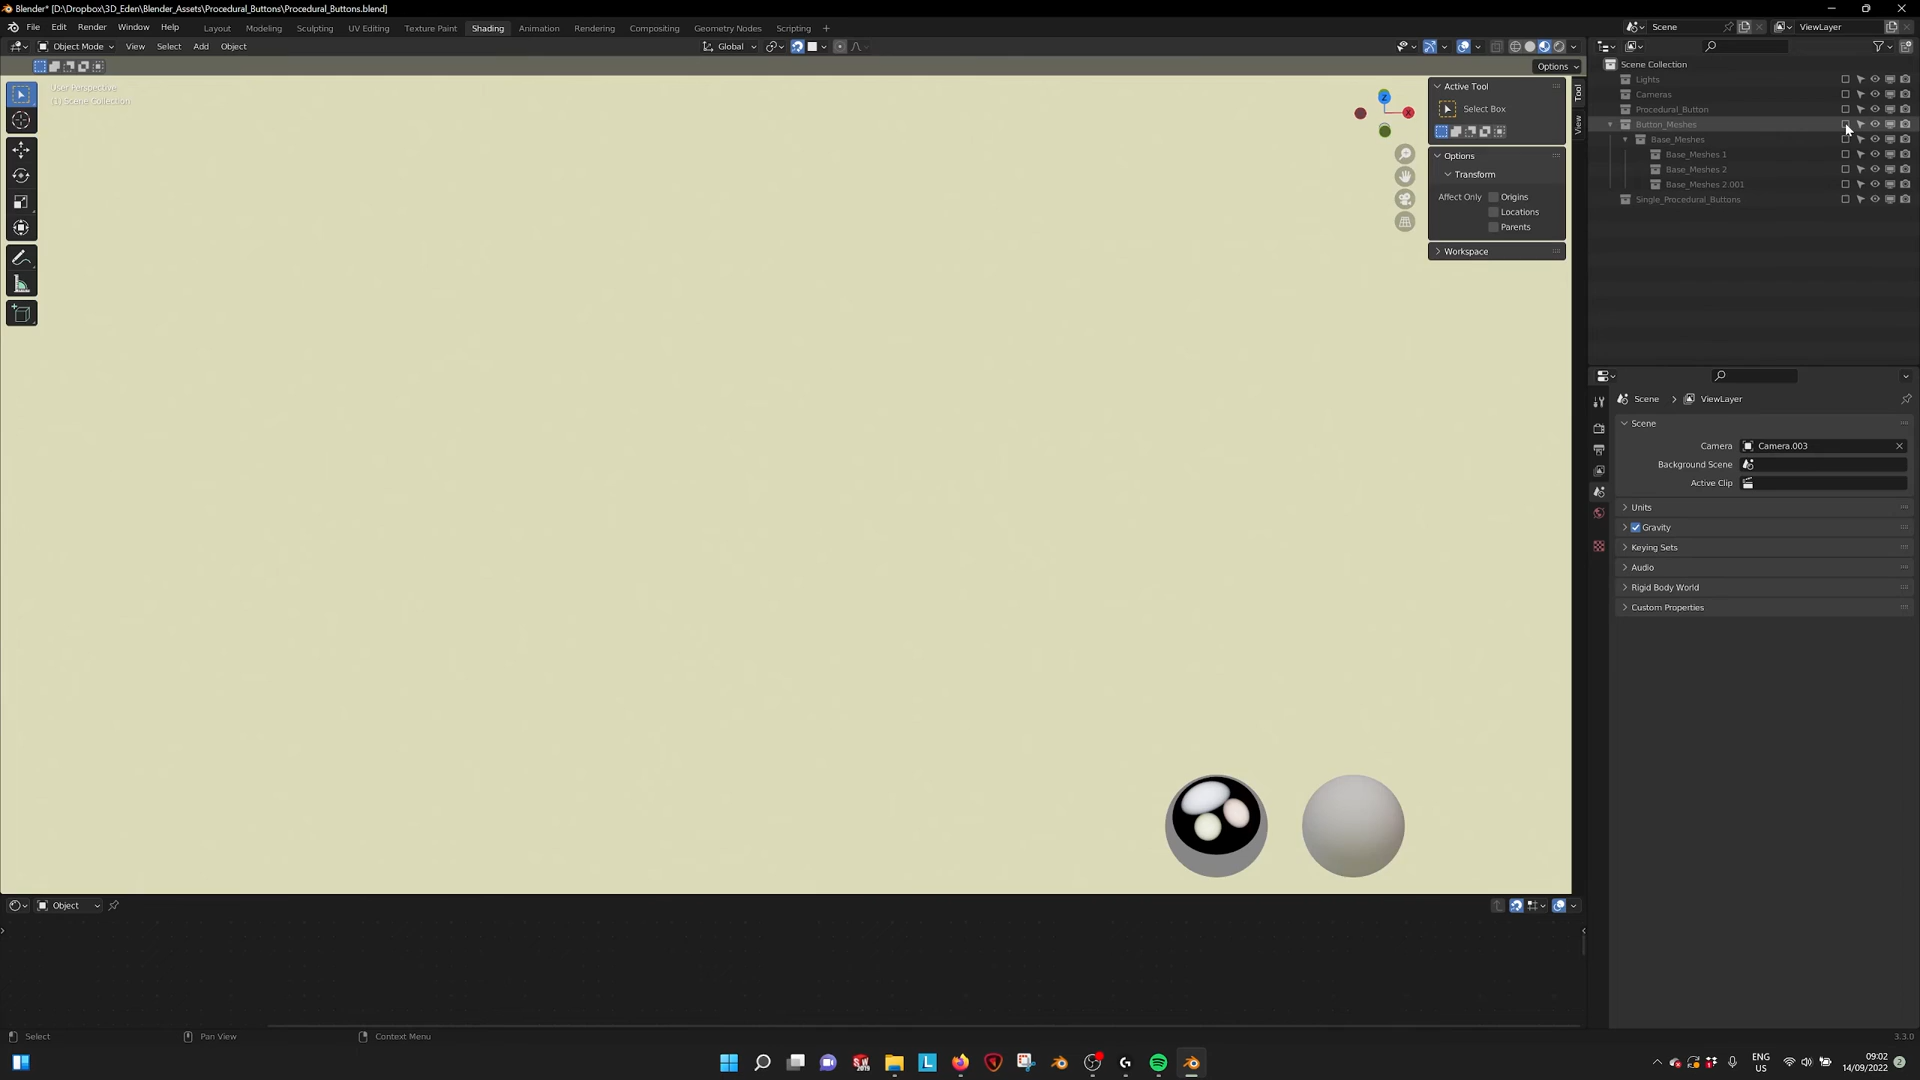 Blender* [D:\Dropbox\3D_Eden\Blender_Assets\Procedural_Buttons\Procedural_Buttons.blend]
File Edit Render Window Help Layout Modeling Sculpting UV Editing Texture Paint Shading Animation Rendering Compositing Geometry Nodes Scripting + Scene ViewLayer
Object Mode View Select Add Object Global
Options
User Perspective
(1) Scene Collection
Z
X
Active Tool
Select Box
Options
Transform
Affect Only Origins
Locations
Parents
Workspace
Tool
View
Scene Collection
Lights
Cameras
Procedural_Button
Button_Meshes
Base_Meshes
Base_Meshes 1
Base_Meshes 2
Base_Meshes 2.001
Single_Procedural_Buttons
Scene > ViewLayer
Scene
Camera Camera.003
Background Scene
Active Clip
Units
Gravity
Keying Sets
Audio
Rigid Body World
Custom Properties
Object
Select Pan View Context Menu 3.3.0
SW
2019
L
ENG
US
09:02
14/09/2022
2